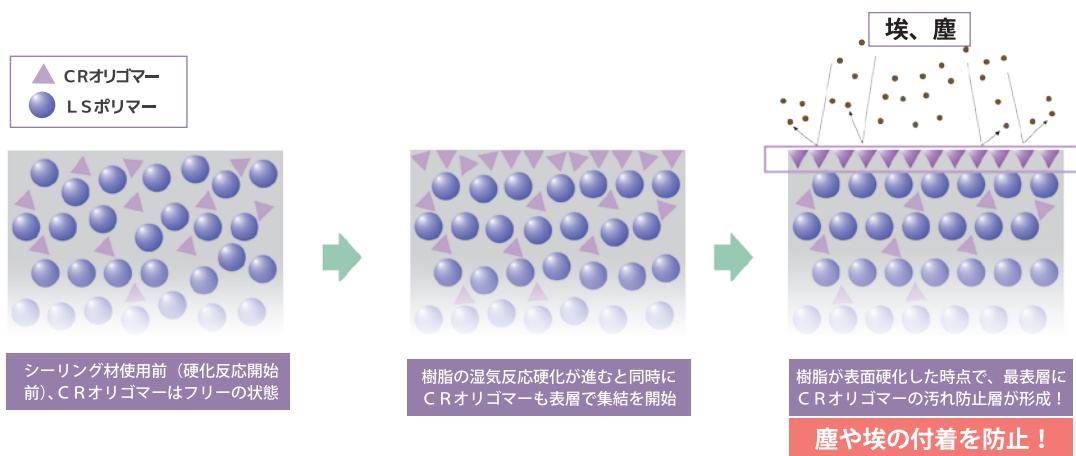 埃、塵
CRオリゴマー
LSポリマー
シーリング材使用前（硬化反応開始
前）、CRオリゴマーはフリーの状態
樹脂の湿気反応硬化が進むと同時に
CRオリゴマーも表層で集結を開始
樹脂が表面硬化した時点で、最表層に
CRオリゴマーの汚れ防止層が形成！
塵や埃の付着を防止！